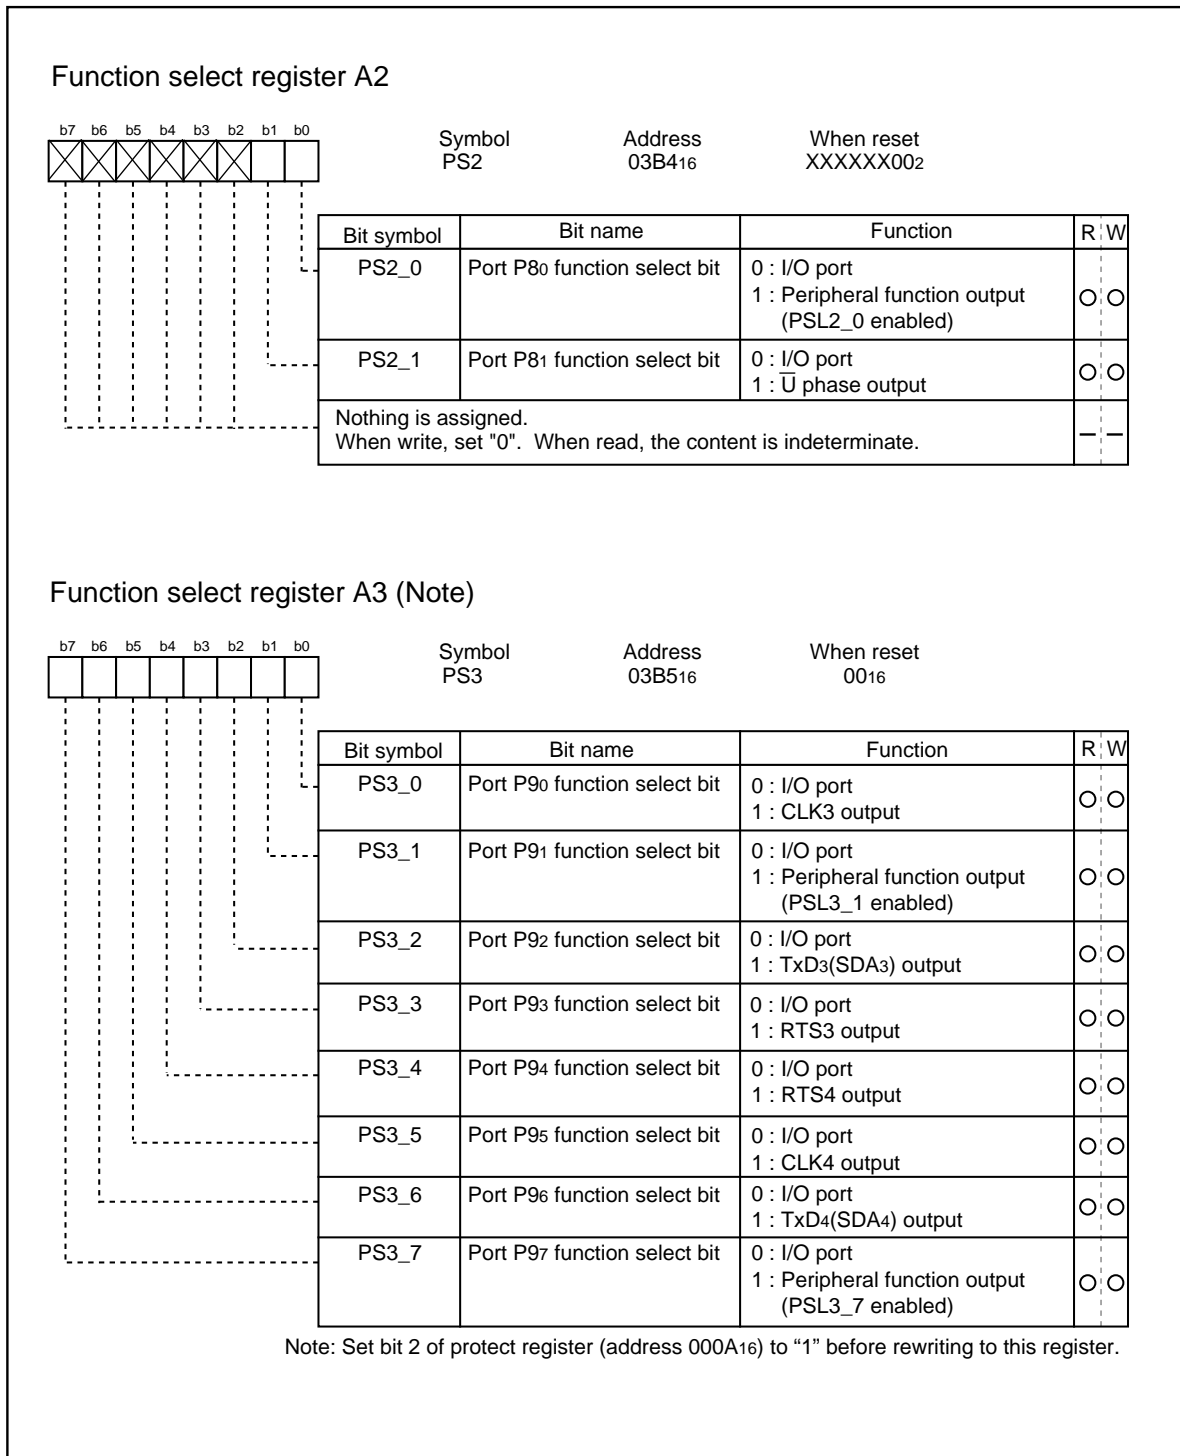 Function select register A2
b7 b6 b5 b4 b3 b2 b1 b0
Symbol Address When reset
PS2 03B416 XXXXXX002
Bit symbol Bit name Function R W
PS2_0 Port P80 function select bit 0 : I/O port
1 : Peripheral function output
(PSL2_0 enabled)
PS2_1 Port P81 function select bit 0 : I/O port
1 : U̅ phase output
Nothing is assigned.
When write, set "0". When read, the content is indeterminate.
Function select register A3 (Note)
b7 b6 b5 b4 b3 b2 b1 b0
Symbol Address When reset
PS3 03B516 0016
Bit symbol Bit name Function R W
PS3_0 Port P90 function select bit 0 : I/O port
1 : CLK3 output
PS3_1 Port P91 function select bit 0 : I/O port
1 : Peripheral function output
(PSL3_1 enabled)
PS3_2 Port P92 function select bit 0 : I/O port
1 : TxD3(SDA3) output
PS3_3 Port P93 function select bit 0 : I/O port
1 : RTS3 output
PS3_4 Port P94 function select bit 0 : I/O port
1 : RTS4 output
PS3_5 Port P95 function select bit 0 : I/O port
1 : CLK4 output
PS3_6 Port P96 function select bit 0 : I/O port
1 : TxD4(SDA4) output
PS3_7 Port P97 function select bit 0 : I/O port
1 : Peripheral function output
(PSL3_7 enabled)
Note: Set bit 2 of protect register (address 000A16) to “1” before rewriting to this register.